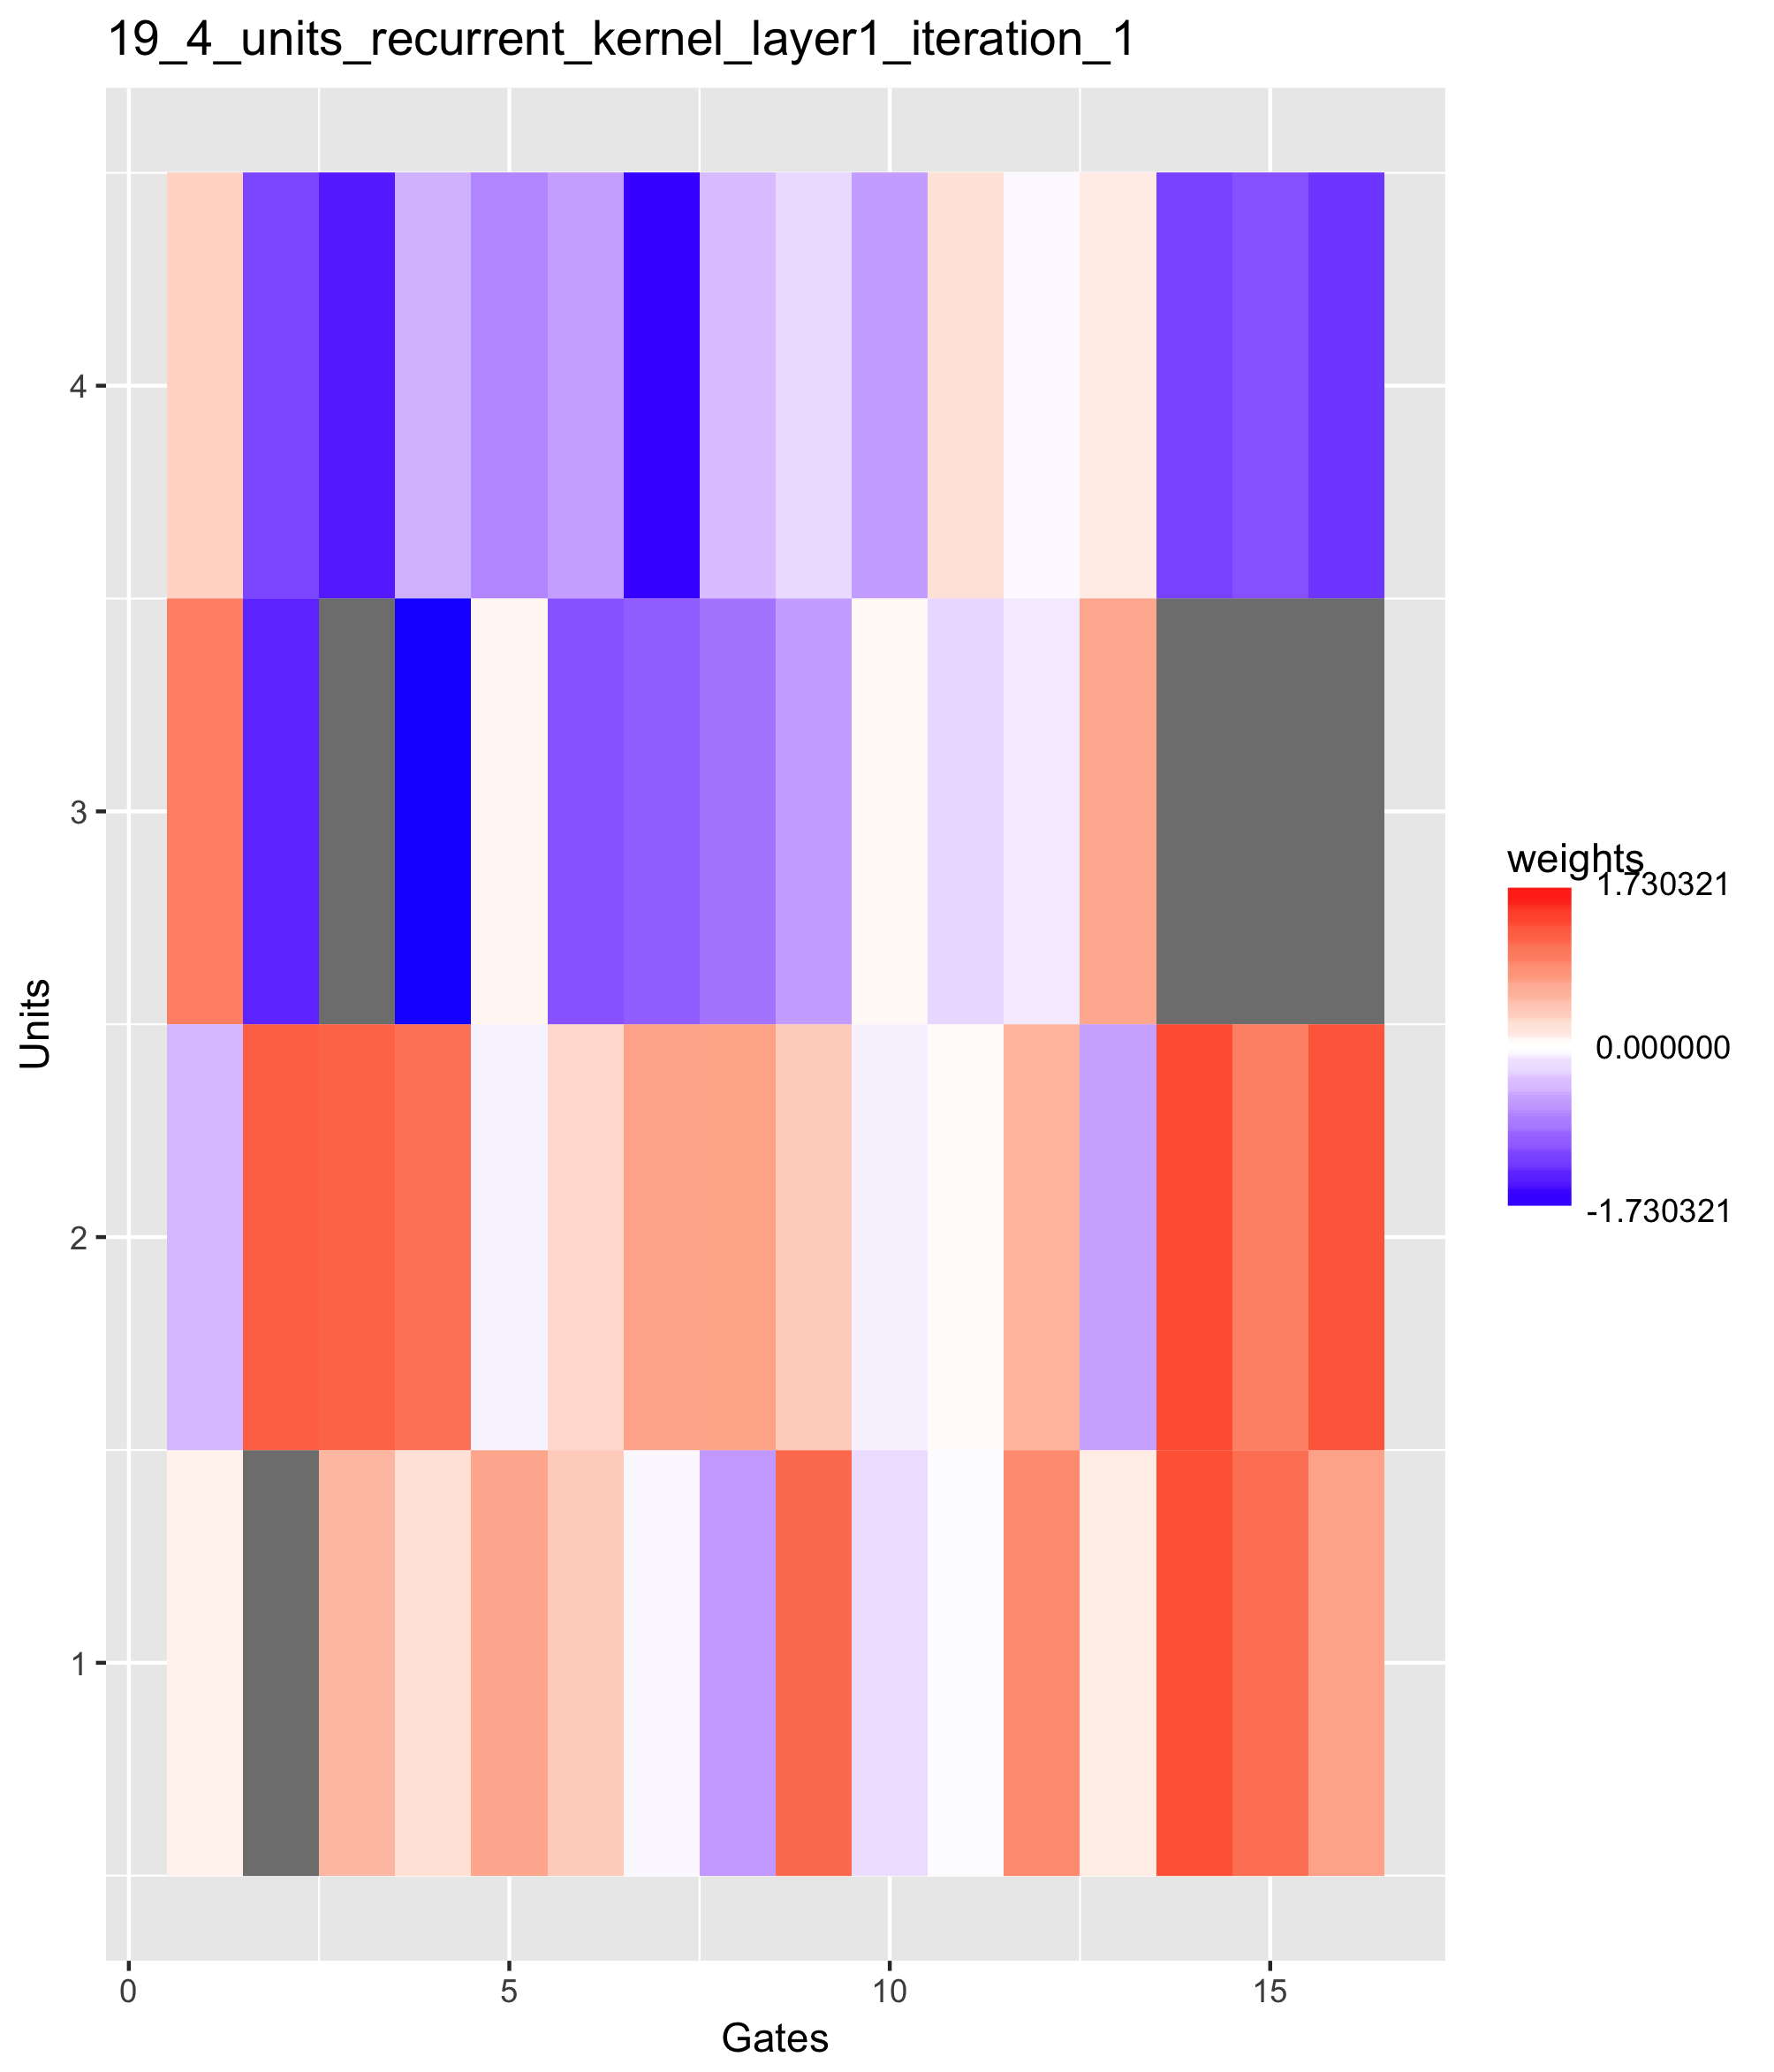 19_4_units_recurrent_kernel_layer1_iteration_1
4
3
2
1
Units
0 5 10 15
Gates
weights
1.730321
0.000000
-1.730321